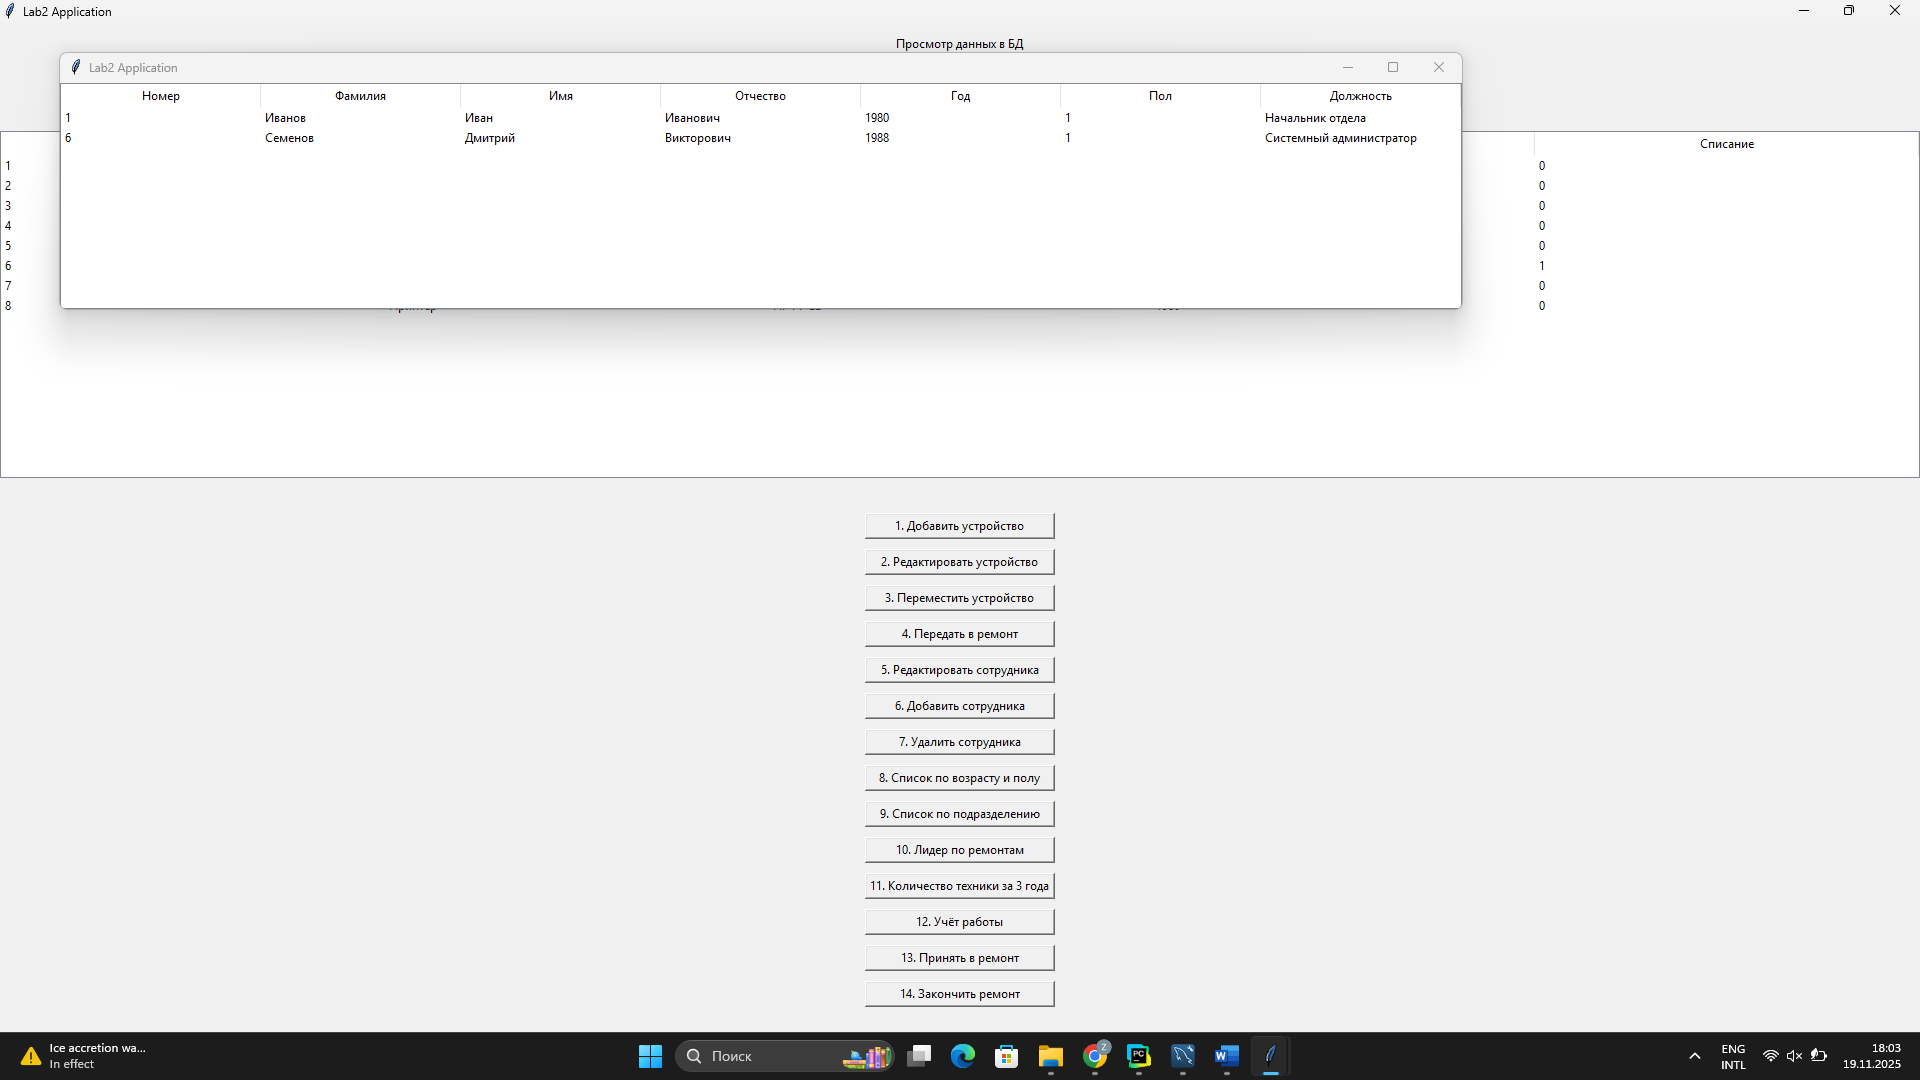 Lab2 Application
Просмотр данных в БД
Lab2 Application
Номер Фамилия Имя Отчество Год Пол Должность
1 Иванов Иван Иванович 1980 1 Начальник отдела
6 Семенов Дмитрий Викторович 1988 1 Системный администратор
Списание
1 0
2 0
3 0
4 0
5 0
6 1
7 0
8 0
1. Добавить устройство
2. Редактировать устройство
3. Переместить устройство
4. Передать в ремонт
5. Редактировать сотрудника
6. Добавить сотрудника
7. Удалить сотрудника
8. Список по возрасту и полу
9. Список по подразделению
10. Лидер по ремонтам
11. Количество техники за 3 года
12. Учёт работы
13. Принять в ремонт
14. Закончить ремонт
Ice accretion wa...
In effect
Поиск
Z
PC
W
ENG
INTL
18:03
19.11.2025